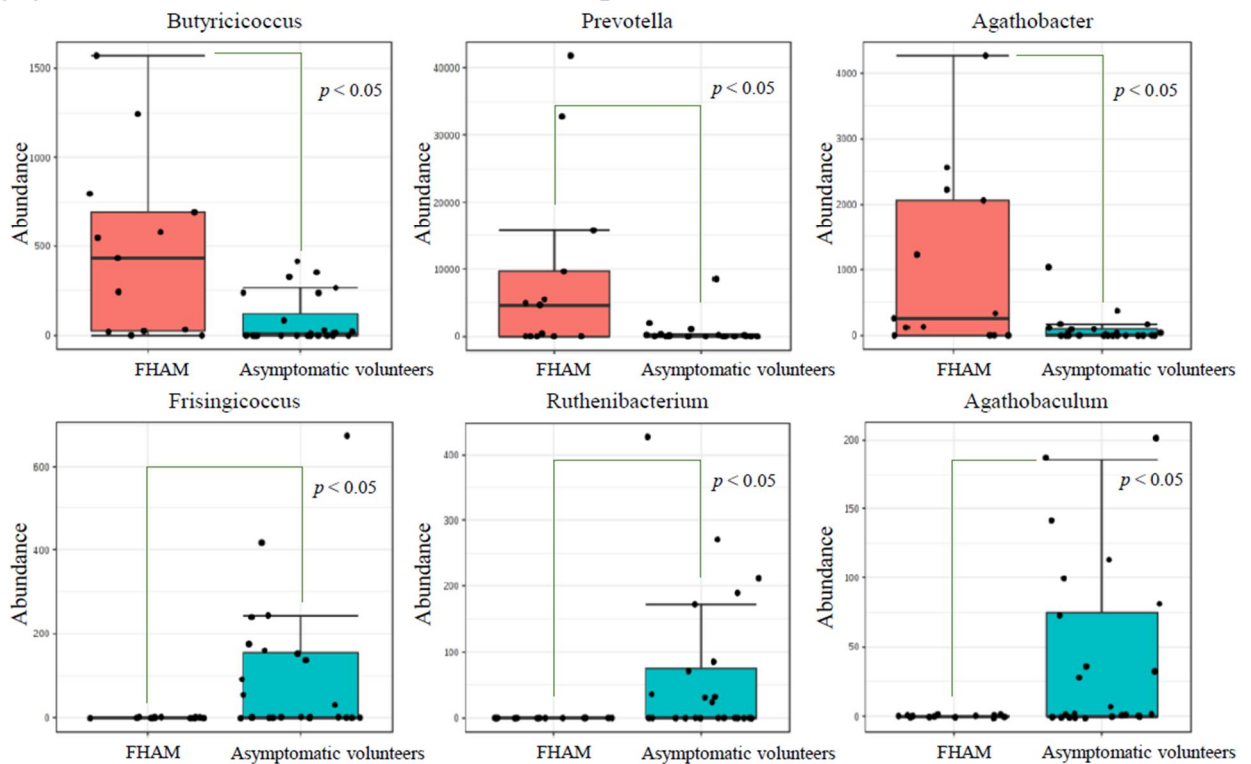 Butyricicoccus
Prevotella
Agathobacter
Abundance
1500
1000
500
0
p < 0.05
FHAM
Asymptomatic volunteers
Abundance
40000
30000
20000
10000
0
p < 0.05
FHAM
Asymptomatic volunteers
Abundance
4000
3000
2000
1000
0
p < 0.05
FHAM
Asymptomatic volunteers
Frisingicoccus
Ruthenibacterium
Agathobaculum
Abundance
600
400
200
0
p < 0.05
FHAM
Asymptomatic volunteers
Abundance
400
300
200
100
0
p < 0.05
FHAM
Asymptomatic volunteers
Abundance
200
150
100
50
0
p < 0.05
FHAM
Asymptomatic volunteers